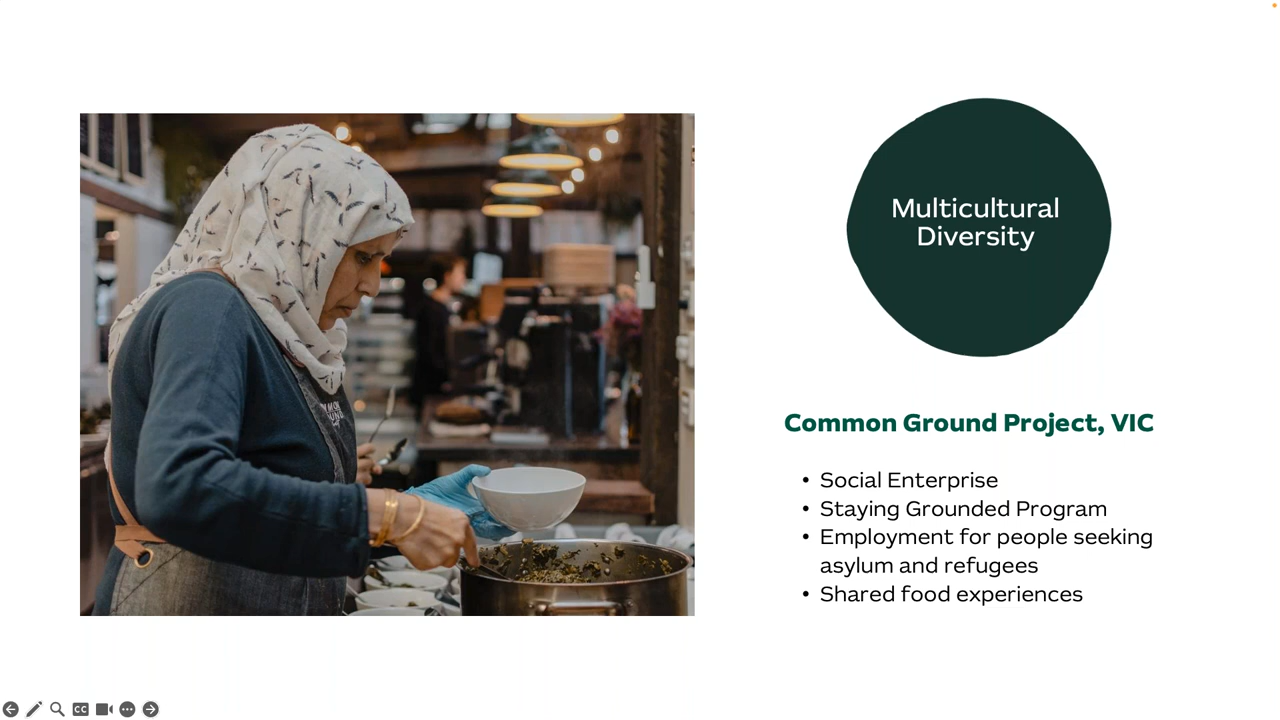 Multicultural
Diversity
Common Ground Project, VIC
• Social Enterprise
• Staying Grounded Program
• Employment for people seeking
asylum and refugees
• Shared food experiences
CC